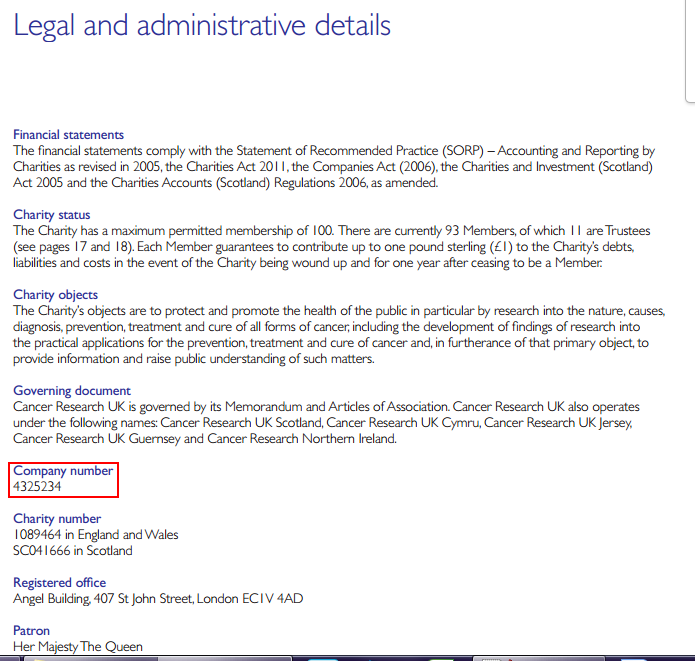 Legal and administrative details
Financial statements
The financial statements comply with the Statement of Recommended Practice (SORP) – Accounting and Reporting by
Charities as revised in 2005, the Charities Act 2011, the Companies Act (2006), the Charities and Investment (Scotland)
Act 2005 and the Charities Accounts (Scotland) Regulations 2006, as amended.
Charity status
The Charity has a maximum permitted membership of 100. There are currently 93 Members, of which 11 are Trustees
(see pages 17 and 18). Each Member guarantees to contribute up to one pound sterling (£1) to the Charity's debts,
liabilities and costs in the event of the Charity being wound up and for one year after ceasing to be a Member.
Charity objects
The Charity's objects are to protect and promote the health of the public in particular by research into the nature, causes,
diagnosis, prevention, treatment and cure of all forms of cancer, including the development of findings of research into
the practical applications for the prevention, treatment and cure of cancer and, in furtherance of that primary object, to
provide information and raise public understanding of such matters.
Governing document
Cancer Research UK is governed by its Memorandum and Articles of Association. Cancer Research UK also operates
under the following names: Cancer Research UK Scotland, Cancer Research UK Cymru, Cancer Research UK Jersey,
Cancer Research UK Guernsey and Cancer Research Northern Ireland.
Company number
4325234
Charity number
1089464 in England and Wales
SC041666 in Scotland
Registered office
Angel Building, 407 St John Street, London EC1V 4AD
Patron
Her Majesty The Queen